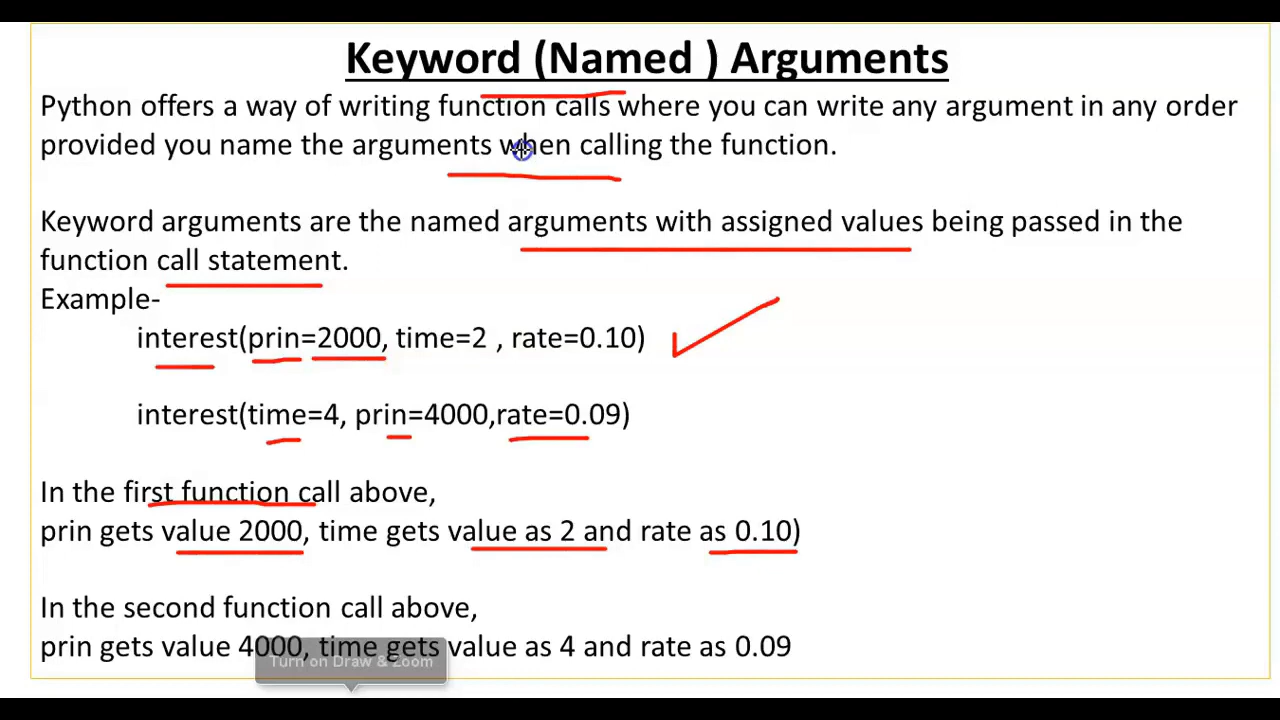 Keyword (Named ) Arguments
Python offers a way of writing function calls where you can write any argument in any order
provided you name the arguments when calling the function.
Keyword arguments are the named arguments with assigned values being passed in the
function call statement.
Example-
interest(prin=2000, time=2 , rate=0.10)
interest(time=4, prin=4000,rate=0.09)
In the first function call above,
prin gets value 2000, time gets value as 2 and rate as 0.10)
In the second function call above,
prin gets value 4000, time gets value as 4 and rate as 0.09
Turn on Draw & Zoom